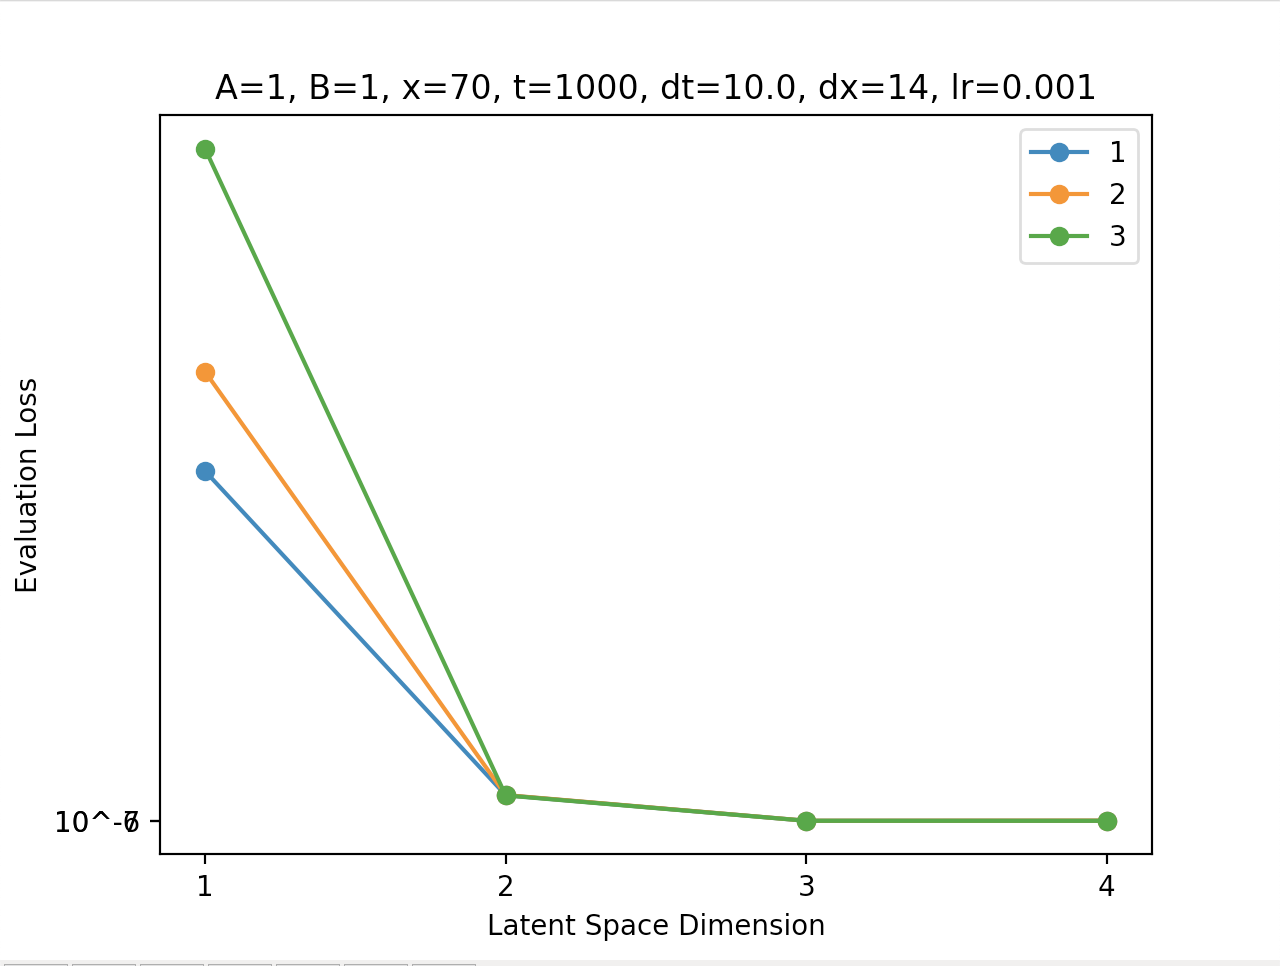 A=1, B=1, x=70, t=1000, dt=10.0, dx=14, lr=0.001
1
2
3
Evaluation Loss
1
2
3
4
Latent Space Dimension